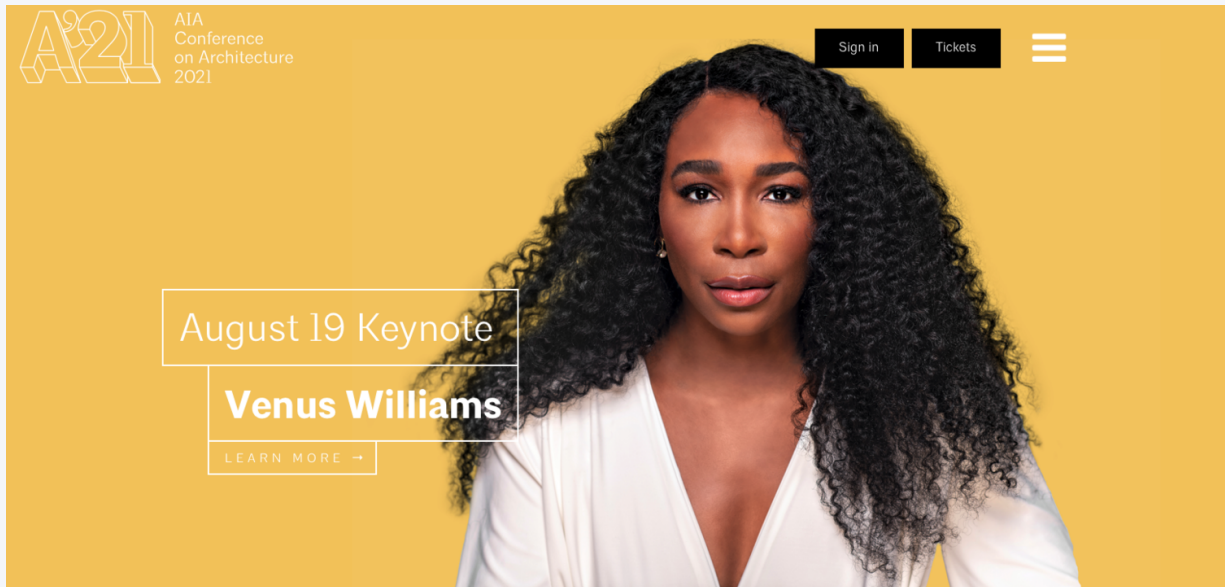 A'21
AIA
Conference
on Architecture
2021
Sign in
Tickets
August 19 Keynote
Venus Williams
LEARN MORE →